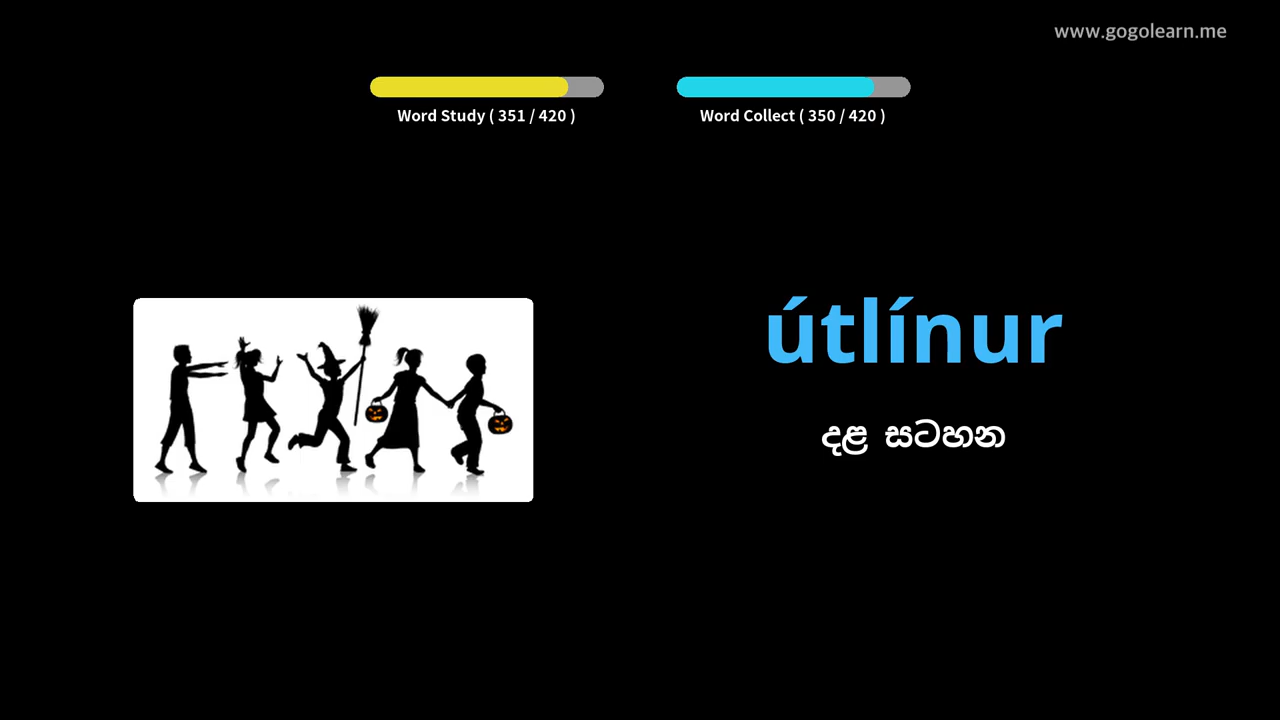 www.gogolearn.me
Word Study ( 351 / 420 )
Word Collect ( 350 / 420 )
útlínur
දළ සටහන